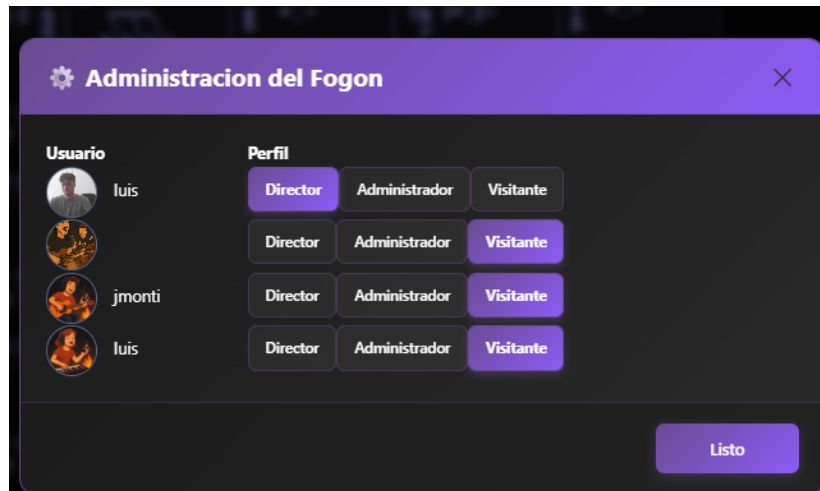 Administracion del Fogon
Usuario Perfil
luis Director Administrador Visitante
Director Administrador Visitante
jmonti Director Administrador Visitante
luis Director Administrador Visitante
Listo